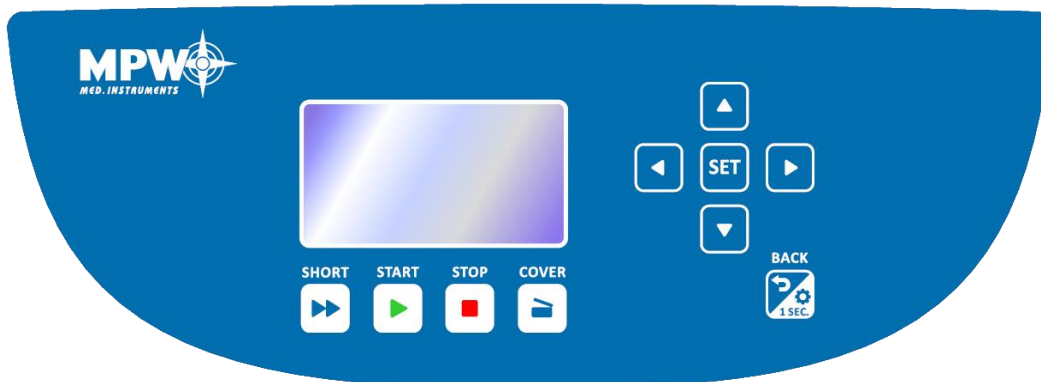 MPW
MED. INSTRUMENTS
SET
SHORT START STOP COVER
BACK
1 SEC.